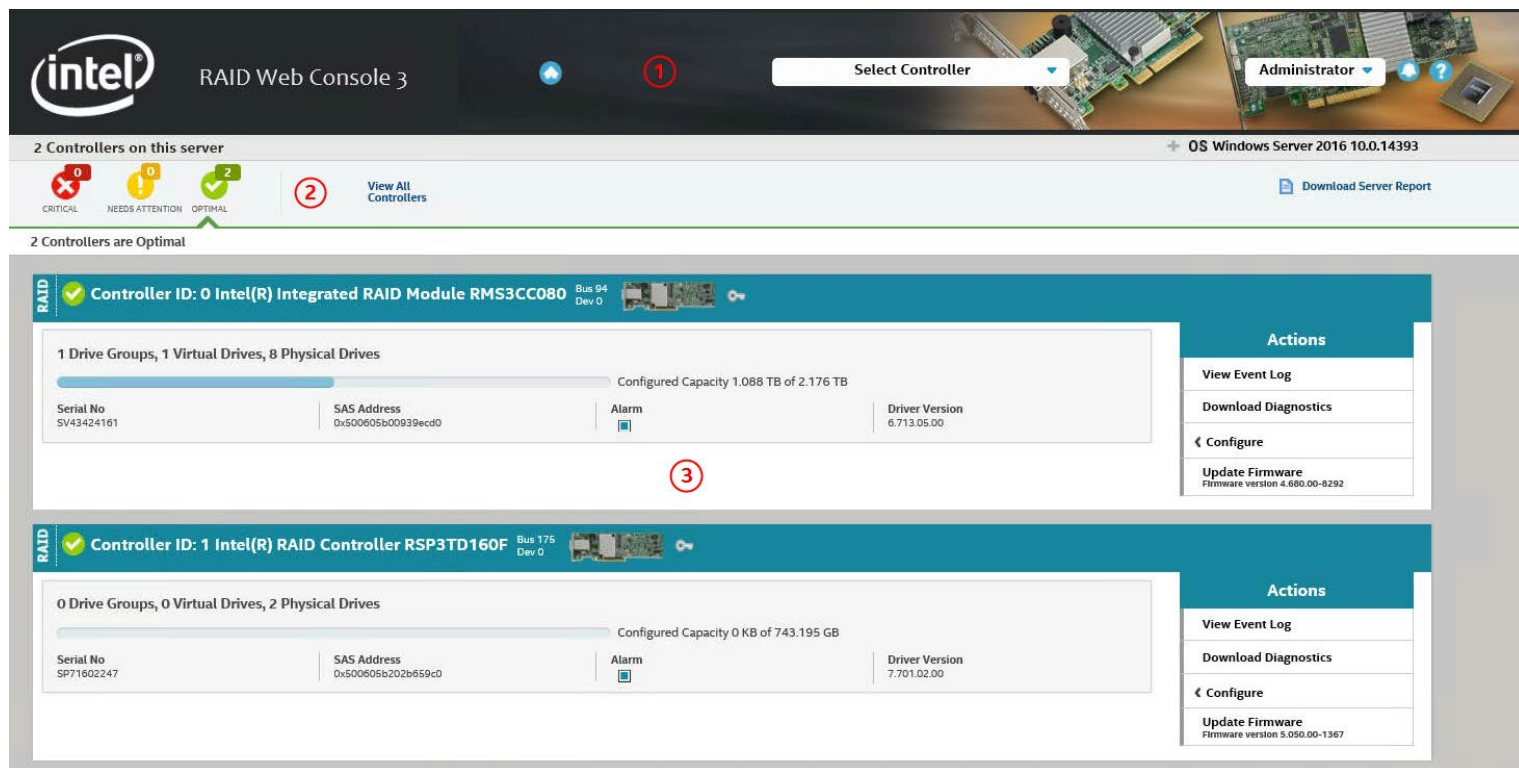 intel®
RAID Web Console 3
1
Select Controller
Administrator
?
2 Controllers on this server
+ OS Windows Server 2016 10.0.14393
0
0
2
CRITICAL
NEEDS ATTENTION
OPTIMAL
2
View All
Controllers
Download Server Report
2 Controllers are Optimal
RAID
Controller ID: 0 Intel(R) Integrated RAID Module RMS3CC080
Bus 94
Dev 0
1 Drive Groups, 1 Virtual Drives, 8 Physical Drives
Configured Capacity 1.088 TB of 2.176 TB
Serial No
SV43424161
SAS Address
0x500605b00939ecd0
Alarm
Driver Version
6.713.05.00
3
Actions
View Event Log
Download Diagnostics
Configure
Update Firmware
Firmware version 4.680.00-8292
RAID
Controller ID: 1 Intel(R) RAID Controller RSP3TD160F
Bus 175
Dev 0
0 Drive Groups, 0 Virtual Drives, 2 Physical Drives
Configured Capacity 0 KB of 743.195 GB
Serial No
SP71602247
SAS Address
0x500605b202b659c0
Alarm
Driver Version
7.701.02.00
Actions
View Event Log
Download Diagnostics
Configure
Update Firmware
Firmware version 5.050.00-1367